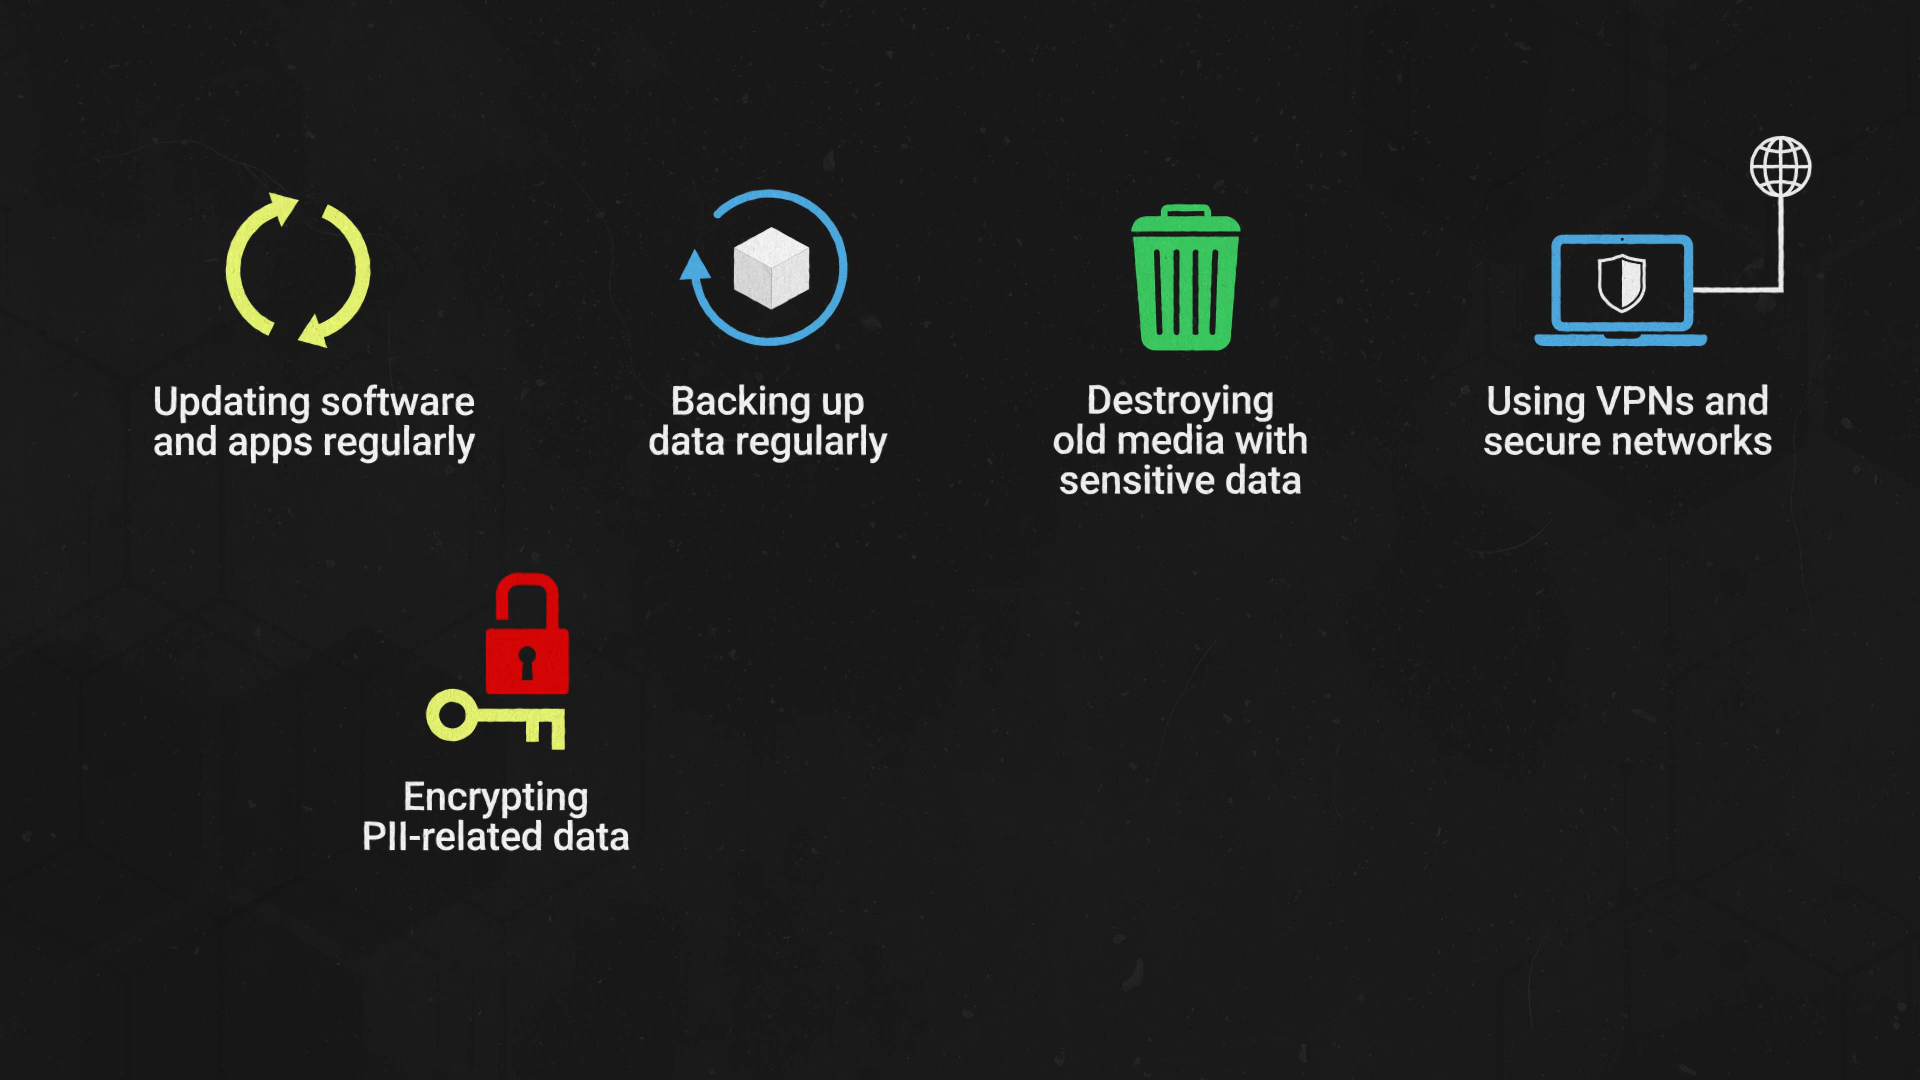 Updating software
and apps regularly
Backing up
data regularly
Destroying
old media with
sensitive data
Using VPNs and
secure networks
Encrypting
PII-related data